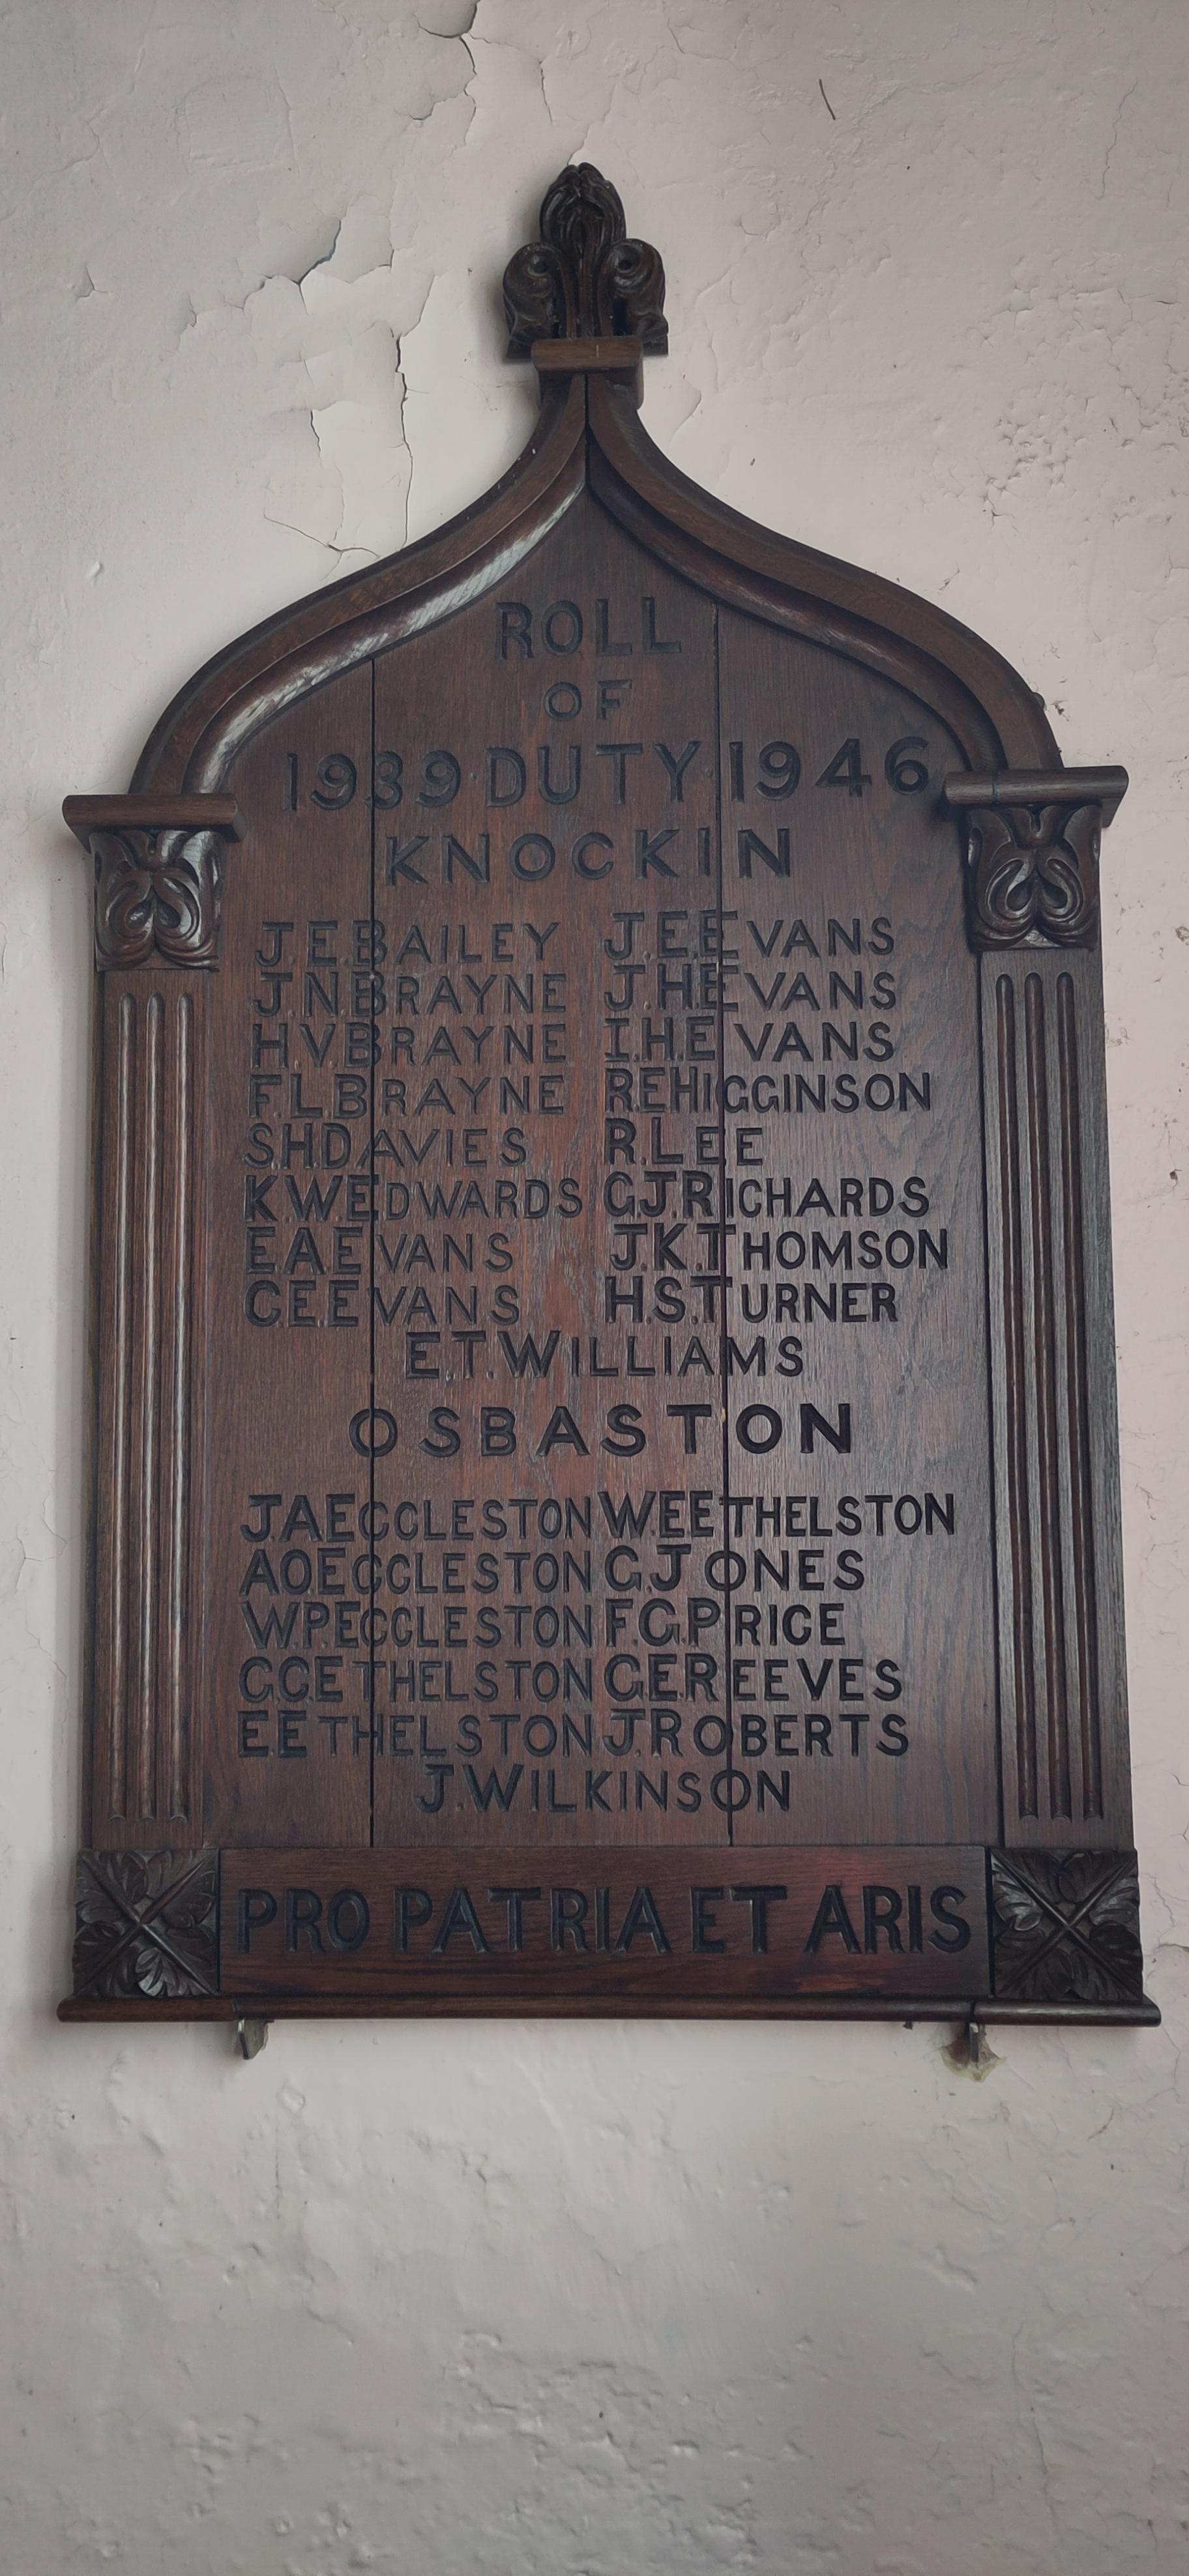 ROLL
OF
1939 DUTY 1946
KNOCKIN
J.E.BAILEY J.E.EVANS
J.N.BRAYNE J.H.EVANS
H.V.BRAYNE I.H.EVANS
F.L.BRAYNE R.E.HIGGINSON
S.H.DAVIES R.LEE
K.W.EDWARDS G.J.RICHARDS
E.A.EVANS J.K.THOMSON
C.E.EVANS H.S.TURNER
E.T.WILLIAMS
OSBASTON
J.A.ECCLESTON W.E.ETHELSTON
A.O.ECCLESTON G.JONES
W.P.ECCLESTON F.G.PRICE
G.C.ETHELSTON G.E.REEVES
E.ETHELSTON J.ROBERTS
J.WILKINSON
PRO PATRIA ET ARIS